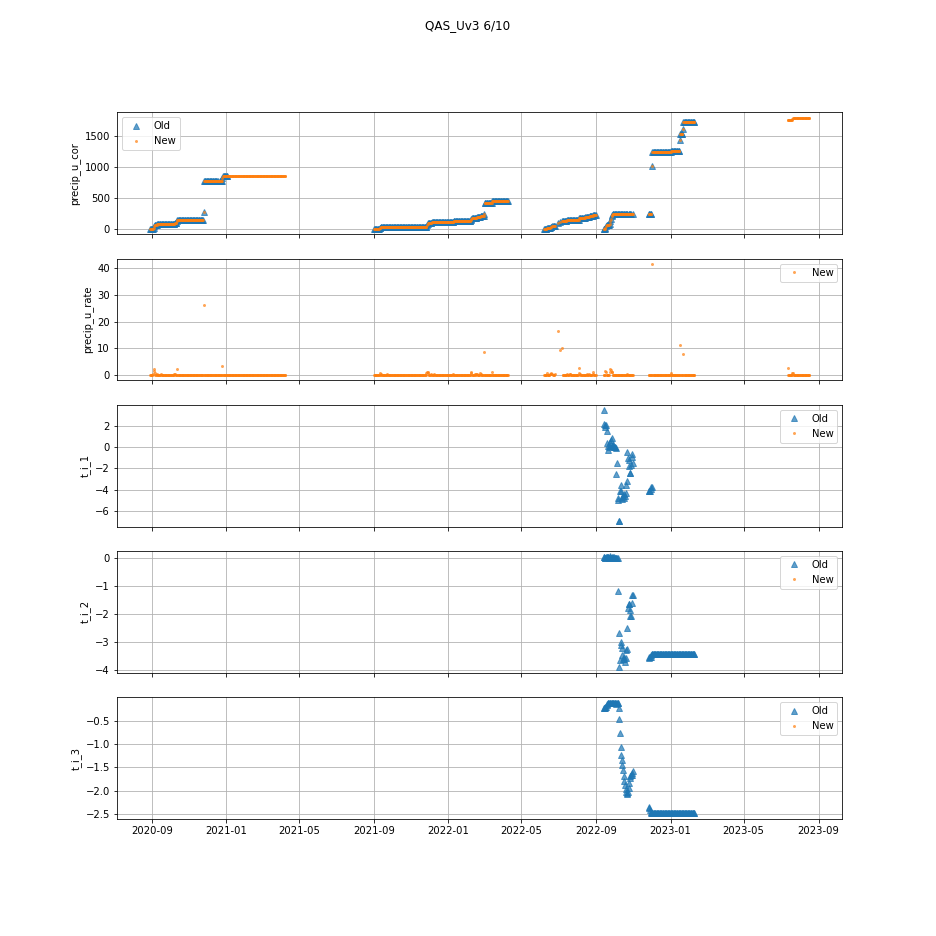 QAS_Uv3 6/10
precip_u_cor
1500
1000
500
0
Old
New
precip_u_rate
40
30
20
10
0
New
t_i_1
2
0
−2
−4
−6
Old
New
t_i_2
0
−1
−2
−3
−4
Old
New
t_i_3
−0.5
−1.0
−1.5
−2.0
−2.5
Old
New
2020-09 2021-01 2021-05 2021-09 2022-01 2022-05 2022-09 2023-01 2023-05 2023-09